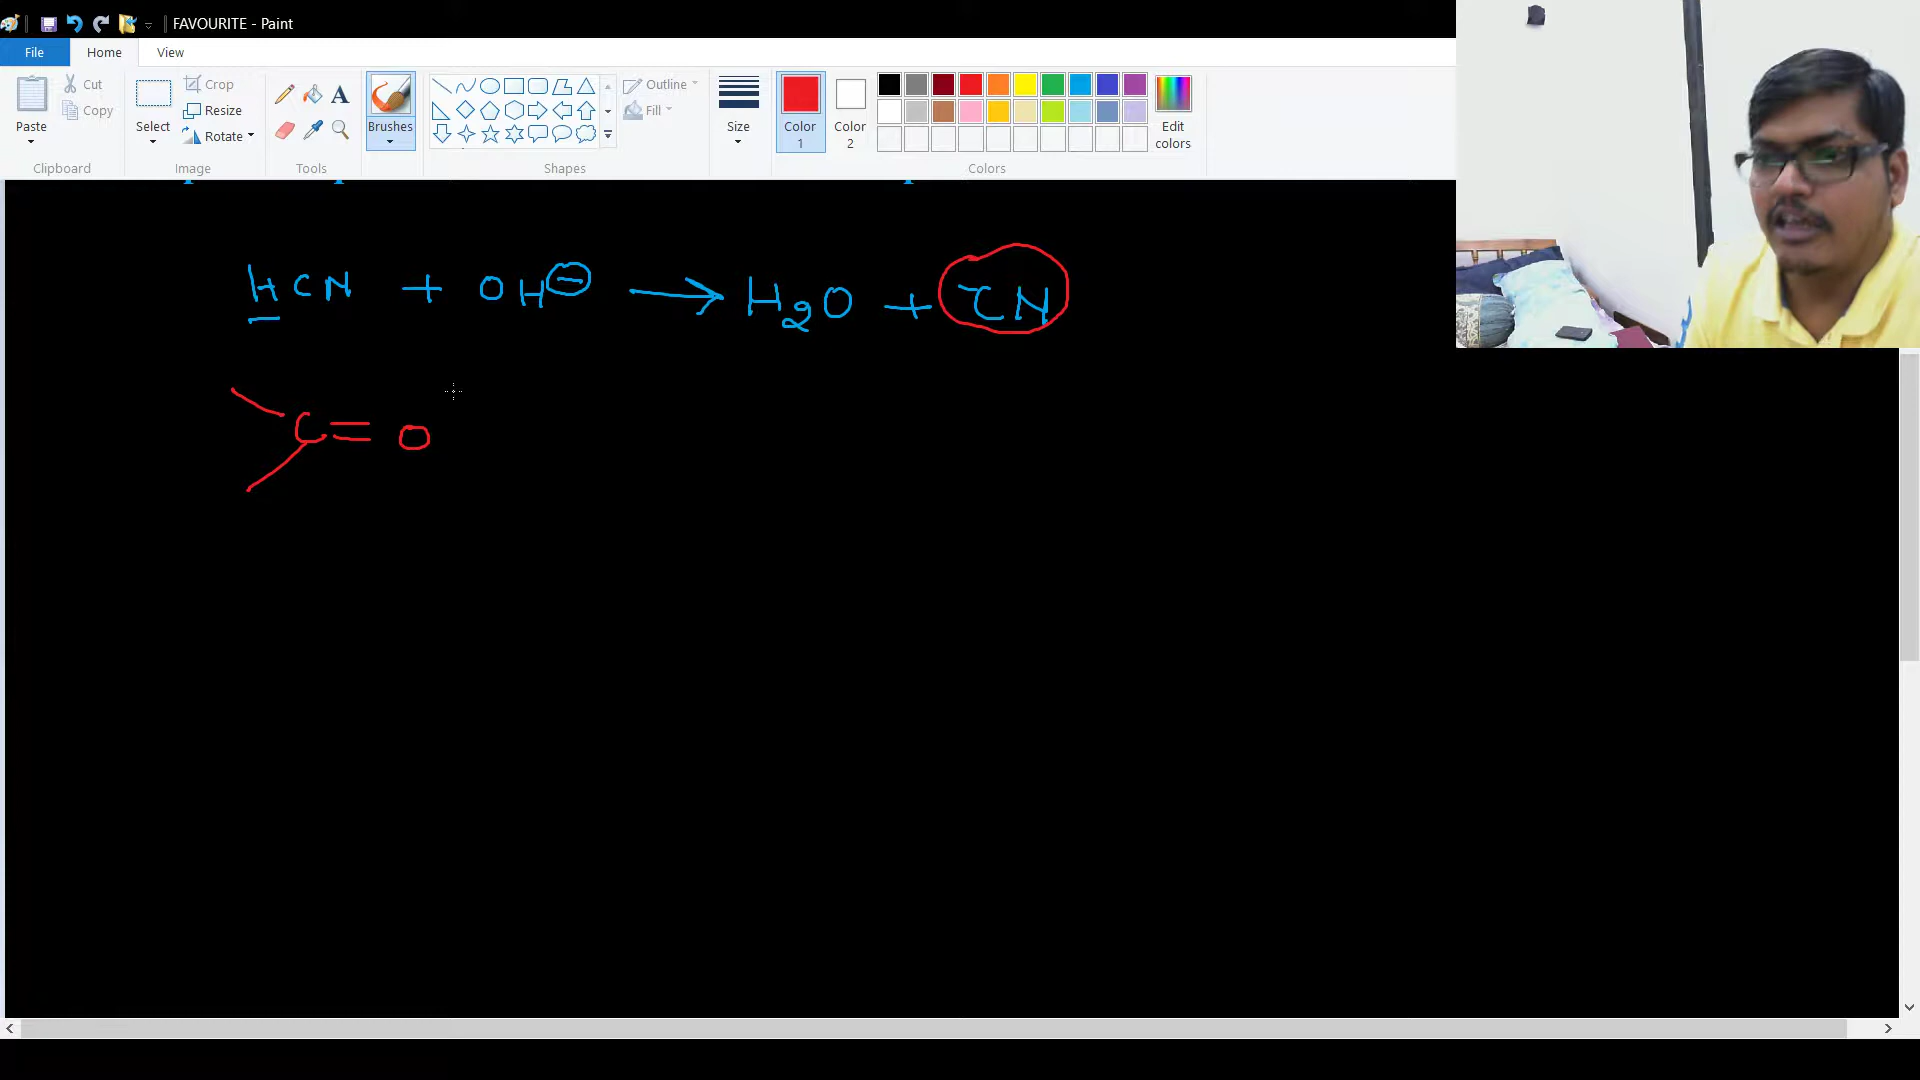 FAVOURITE - Paint
File Home View
Paste Cut Copy Select Crop Resize Rotate Brushes Outline Fill Size Color 1 Color 2 Edit colors
Clipboard Image Tools Shapes Colors
HCN + OH⊖ → H2O + ⁻CN
C = O